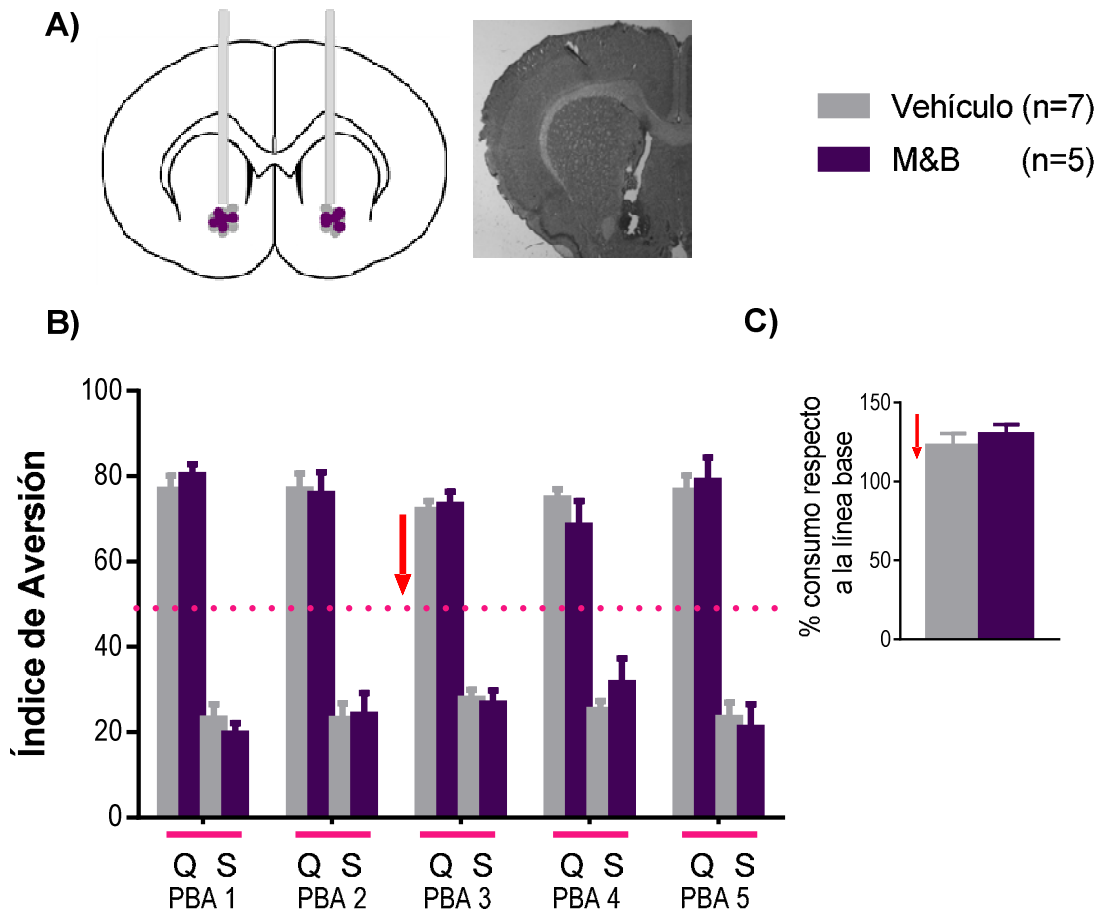 A)
Vehículo (n=7)
M&B (n=5)
B)
C)
Índice de Aversión
100
80
60
40
20
0
Q S
PBA 1
Q S
PBA 2
Q S
PBA 3
Q S
PBA 4
Q S
PBA 5
% consumo respecto
a la línea base
150
100
50
0